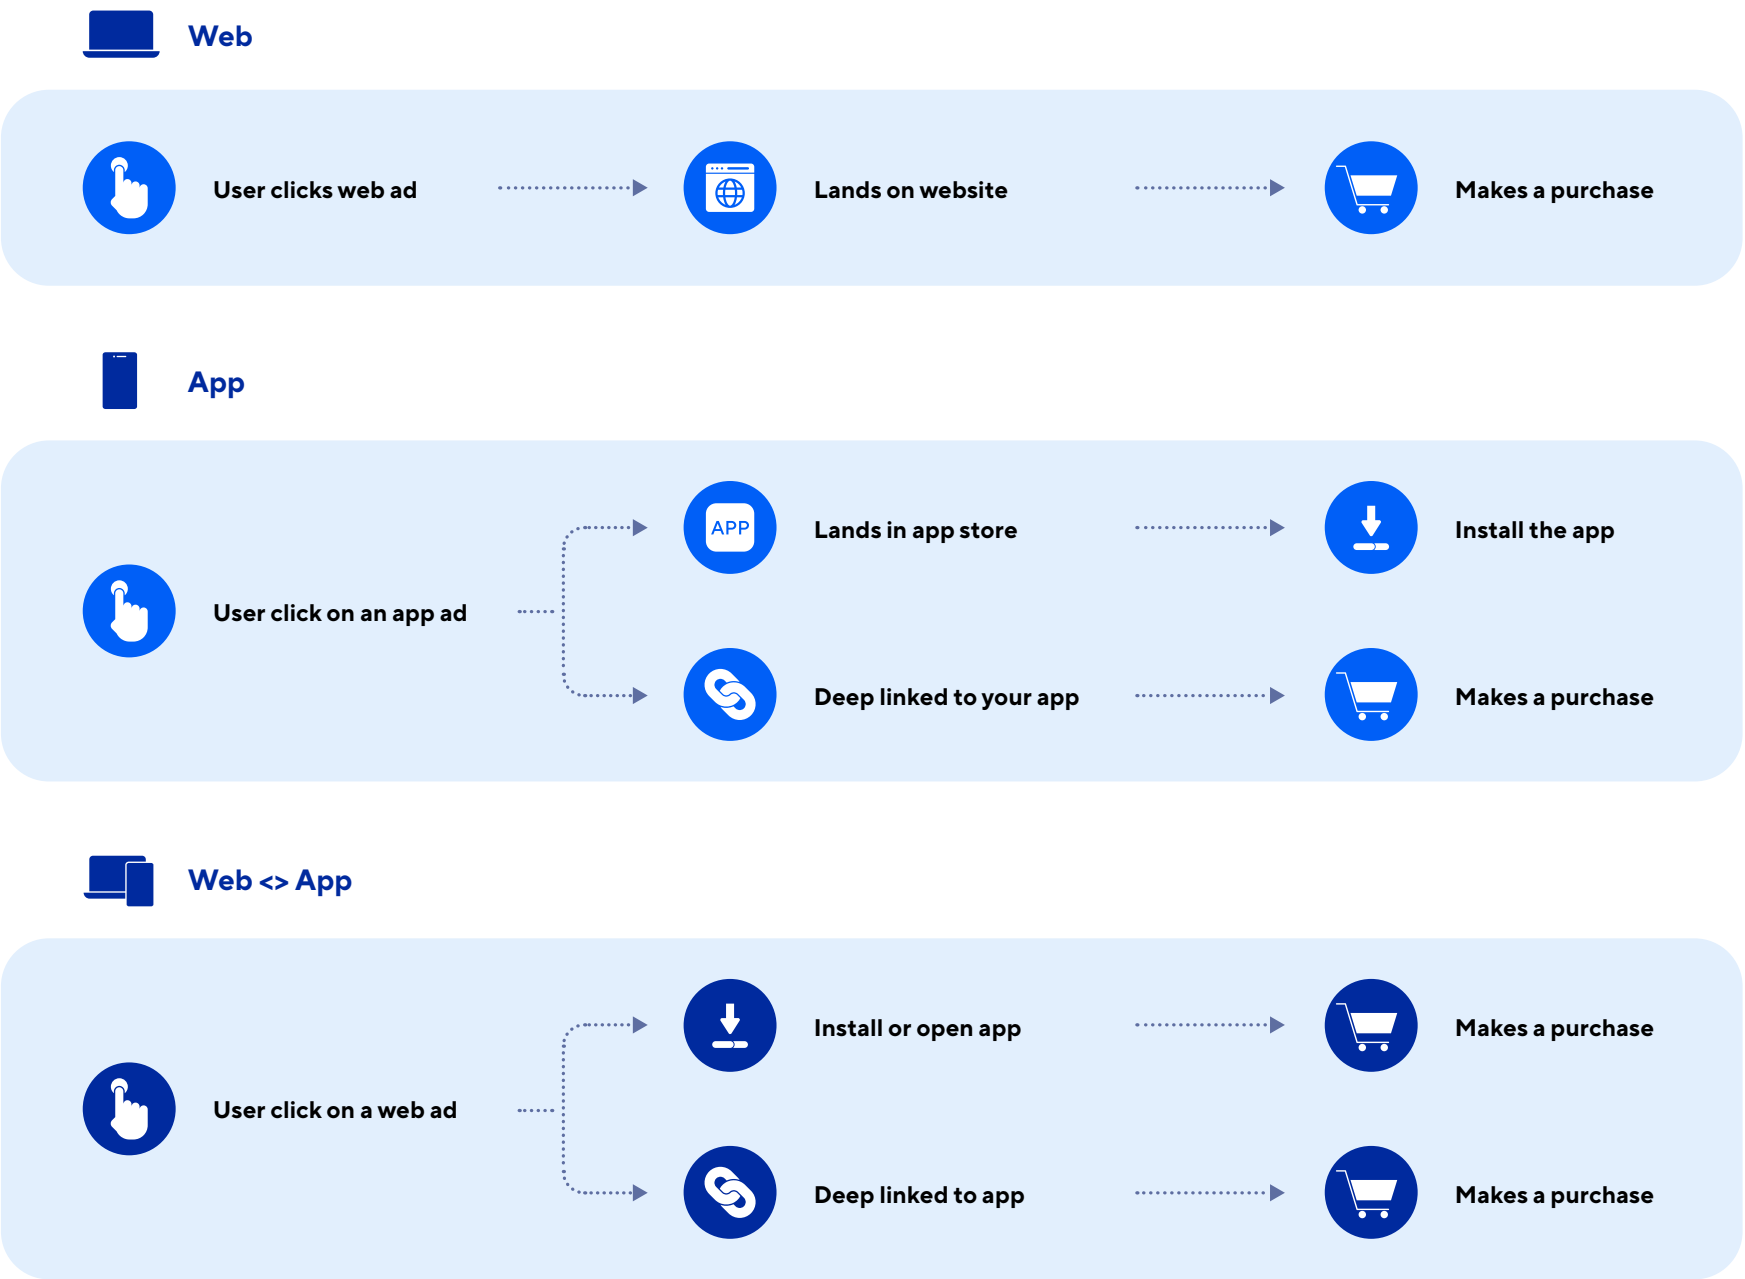 Web
User clicks web ad
Lands on website
Makes a purchase
App
User click on an app ad
APP
Lands in app store
Install the app
Deep linked to your app
Makes a purchase
Web <> App
User click on a web ad
Install or open app
Makes a purchase
Deep linked to app
Makes a purchase